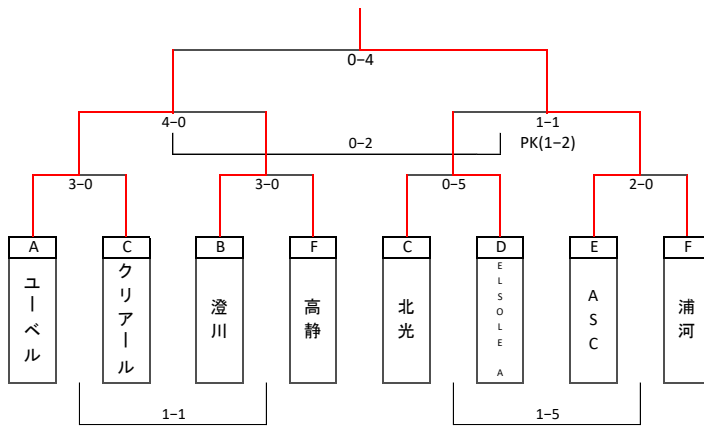 0−4
4−0
1−1
0−2
PK(1−2)
3−0
3−0
0−5
2−0
A
C
B
F
C
D
E
F
ユーベル
クリアール
澄川
高静
北光
ELSOLE A
ASC
浦河
1−1
1−5